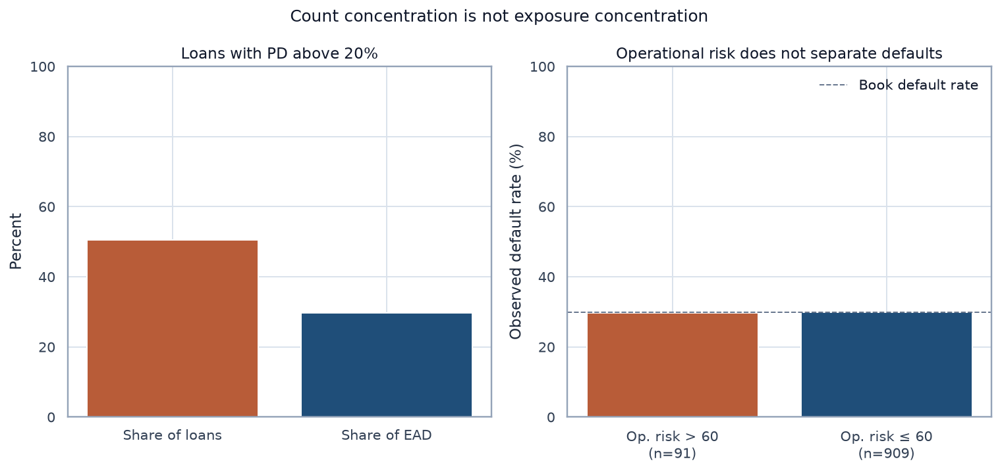 Count concentration is not exposure concentration
Loans with PD above 20%
Percent
100
80
60
40
20
0
Share of loans
Share of EAD
Operational risk does not separate defaults
Book default rate
Observed default rate (%)
100
80
60
40
20
0
Op. risk > 60
(n=91)
Op. risk ≤ 60
(n=909)